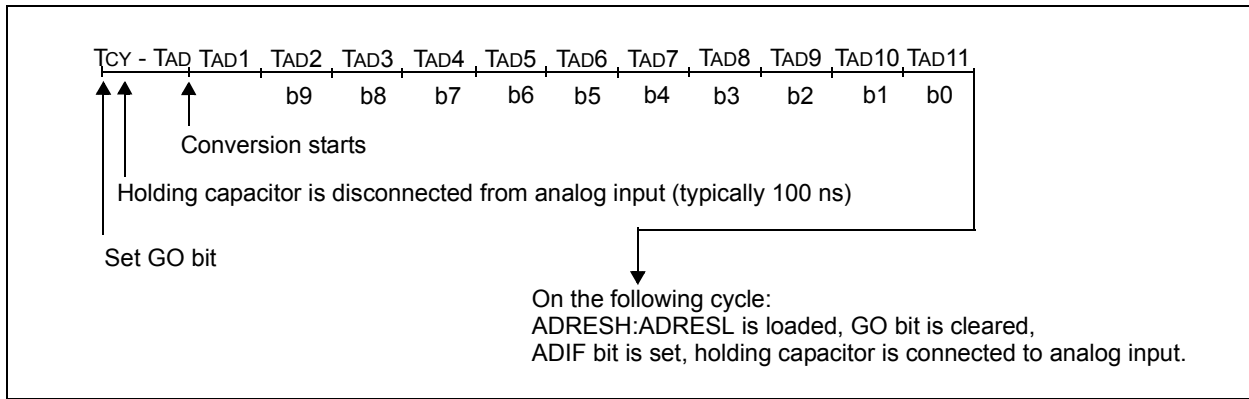 TCY - TAD TAD1 TAD2 TAD3 TAD4 TAD5 TAD6 TAD7 TAD8 TAD9 TAD10 TAD11
b9 b8 b7 b6 b5 b4 b3 b2 b1 b0
Conversion starts
Holding capacitor is disconnected from analog input (typically 100 ns)
Set GO bit
On the following cycle:
ADRESH:ADRESL is loaded, GO bit is cleared,
ADIF bit is set, holding capacitor is connected to analog input.